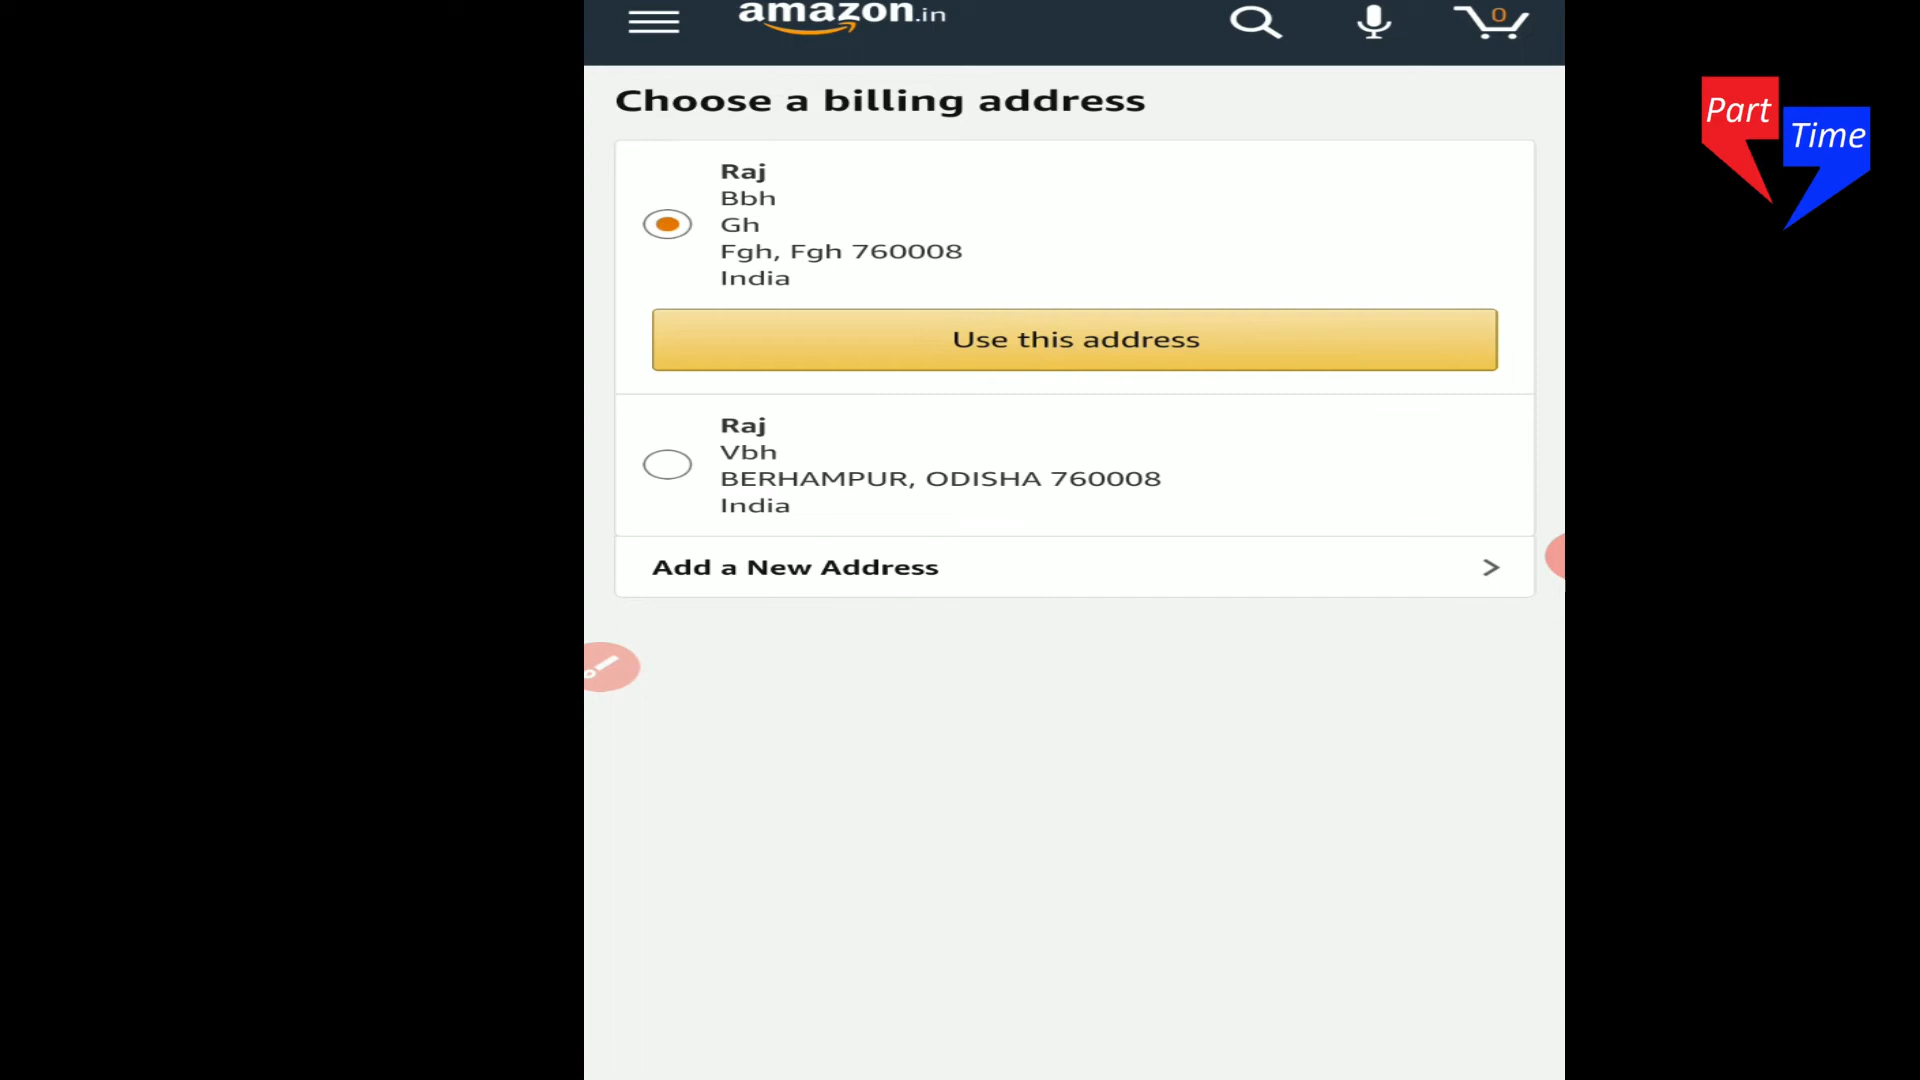 amazon.in
0
Choose a billing address
Raj
Bbh
Gh
Fgh, Fgh 760008
India
Use this address
Raj
Vbh
BERHAMPUR, ODISHA 760008
India
Add a New Address
Part
Time